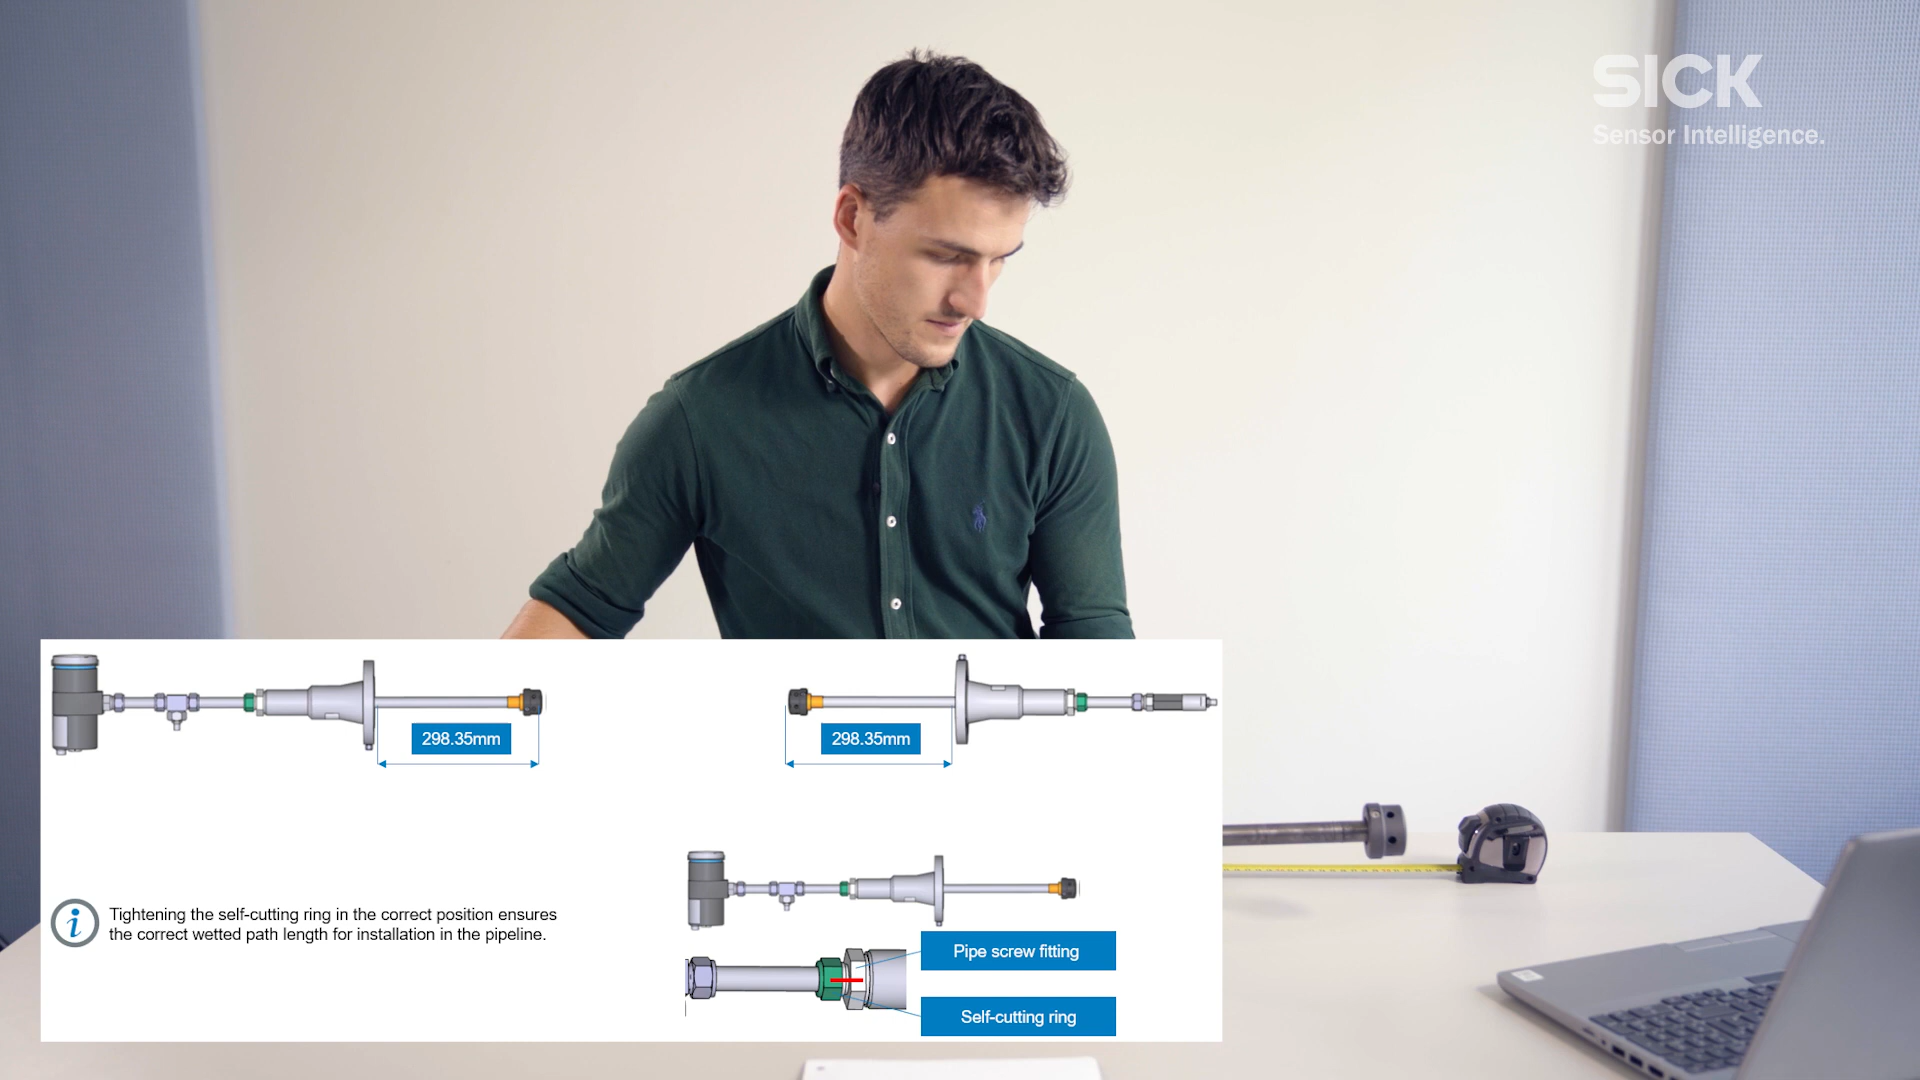 SICK
Sensor Intelligence.
298.35mm
298.35mm
Tightening the self-cutting ring in the correct position ensures
the correct wetted path length for installation in the pipeline.
Pipe screw fitting
Self-cutting ring